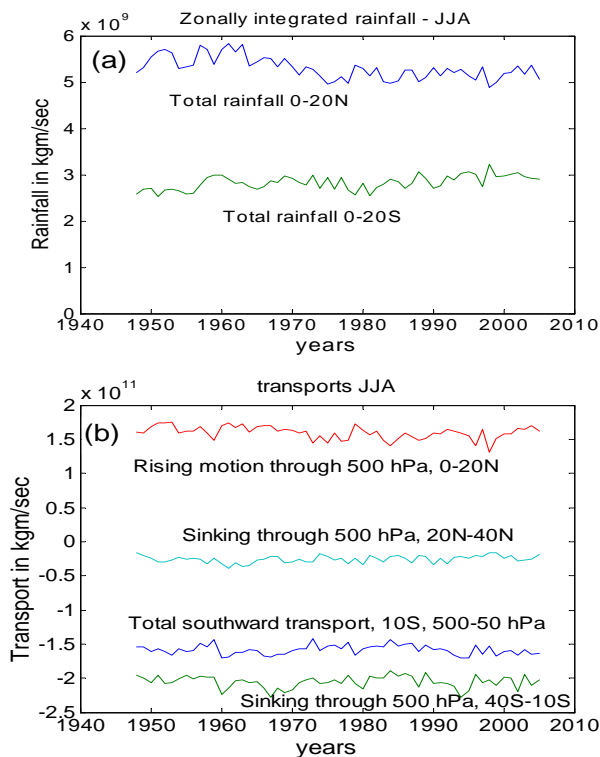 Zonally integrated rainfall - JJA
x 10⁹
(a)
6
5
4
3
2
1
0
Total rainfall 0-20N
Total rainfall 0-20S
Rainfall in kgm/sec
1940 1950 1960 1970 1980 1990 2000 2010
years
transports JJA
x 10¹¹
(b)
2
1.5
1
0.5
0
-0.5
-1
-1.5
-2
-2.5
Rising motion through 500 hPa, 0-20N
Sinking through 500 hPa, 20N-40N
Total southward transport, 10S, 500-50 hPa
Sinking through 500 hPa, 40S-10S
Transport in kgm/sec
1940 1950 1960 1970 1980 1990 2000 2010
years